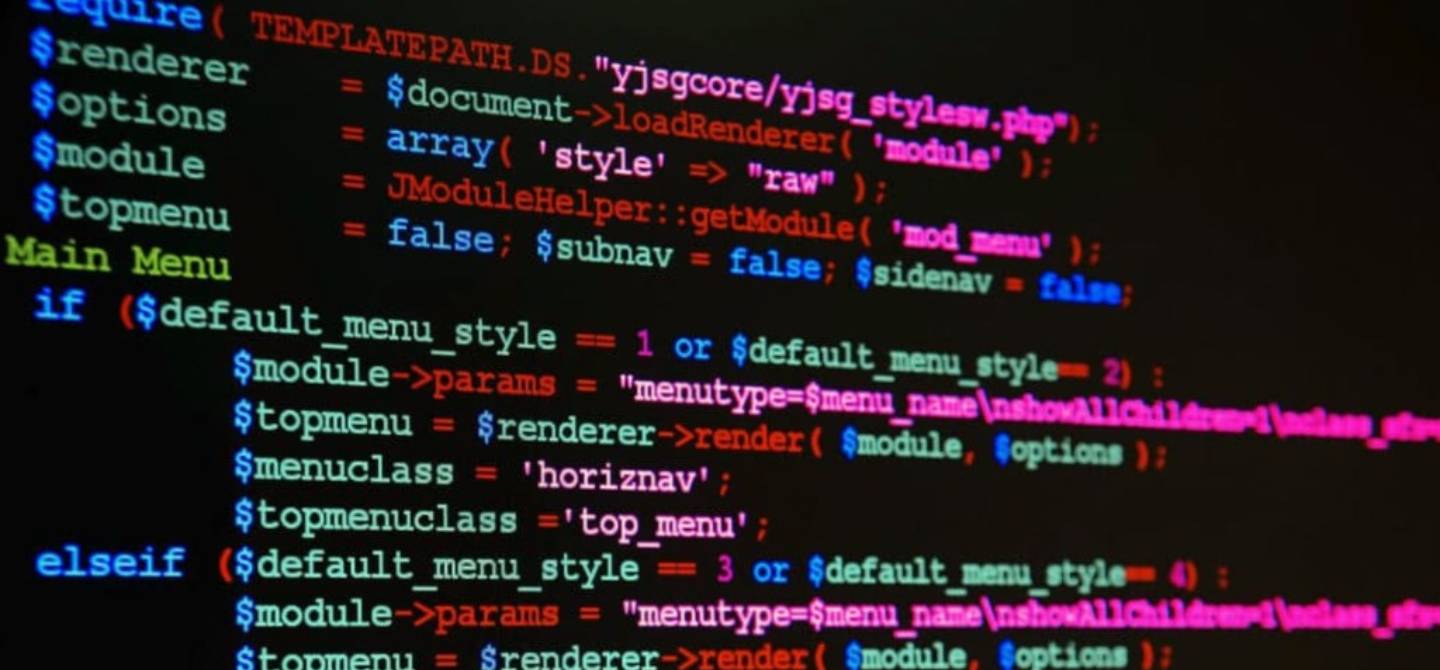 require( TEMPLATEPATH.DS."yjsgcore/yjsg_stylesw.php");
$renderer = $document->loadRenderer( 'module' );
$options = array( 'style' => "raw" );
$module = JModuleHelper::getModule( 'mod_menu' );
$topmenu = false; $subnav = false; $sidenav = false;
Main Menu
if ($default_menu_style == 1 or $default_menu_style== 2) :
$module->params = "menutype=$menu_name\nshowAllChildren=1\nclass_sfx=
$topmenu = $renderer->render( $module, $options );
$menuclass = 'horiznav';
$topmenuclass ='top_menu';
elseif ($default_menu_style == 3 or $default_menu_style== 4) :
$module->params = "menutype=$menu_name\nshowAllChildren=1\nclass_sfx=
$topmenu = $renderer->render( $module, $options );